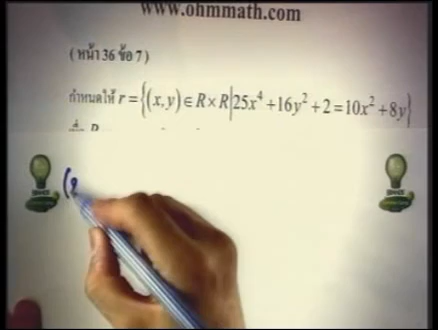 www.ohmmath.com
(หน้า 36 ข้อ 7)
กำหนดให้ r = {(x, y) ∈ R × R | 25x⁴ + 16y² + 2 = 10x² + 8y}